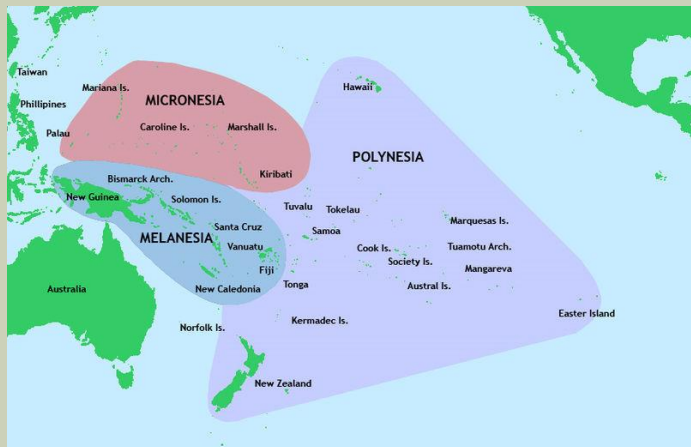 Taiwan
Mariana Is.
Hawaii
MICRONESIA
Phillipines
Caroline Is.
Marshall Is.
Palau
POLYNESIA
Kiribati
Bismarck Arch.
New Guinea
Solomon Is.
Tuvalu
Tokelau
Marquesas Is.
Santa Cruz
Samoa
MELANESIA
Vanuatu
Cook Is.
Tuamotu Arch.
Society Is.
Fiji
Mangareva
Australia
New Caledonia
Tonga
Austral Is.
Easter Island
Norfolk Is.
Kermadec Is.
New Zealand